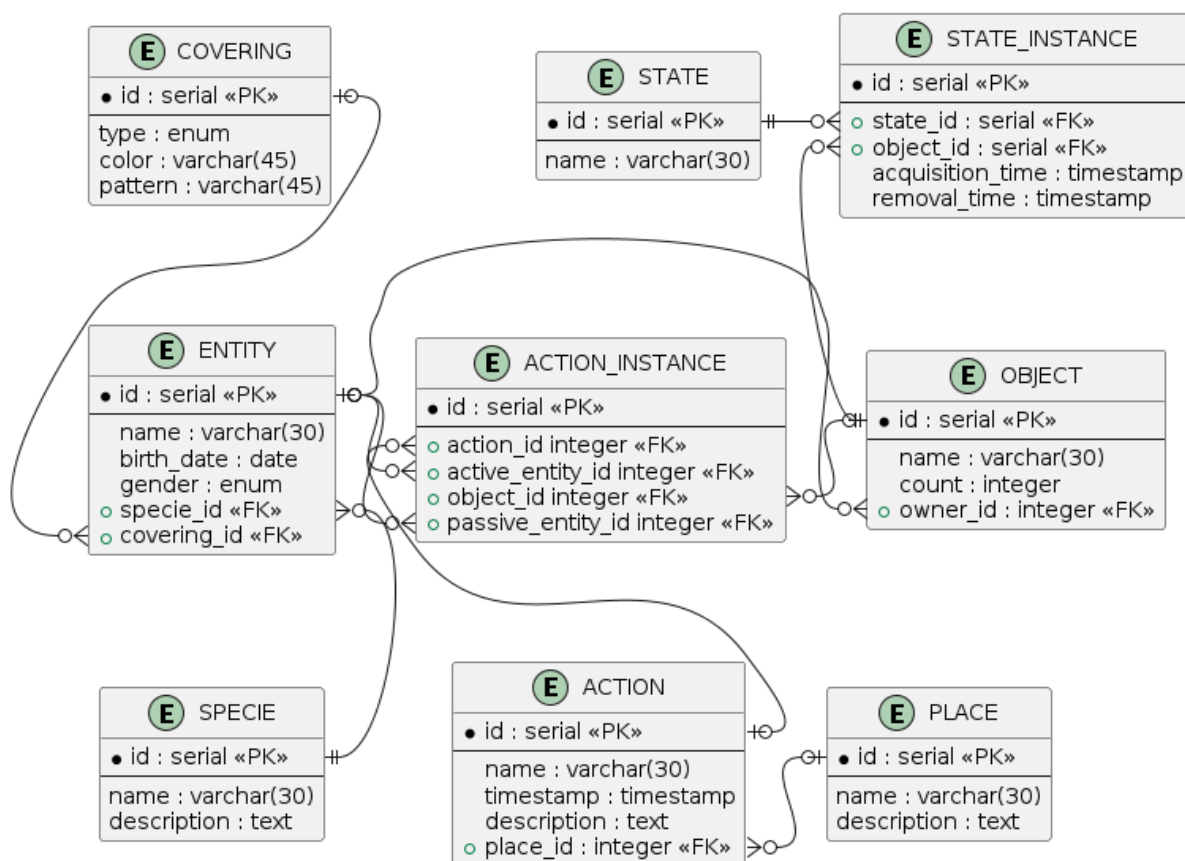 E COVERING
● id : serial «PK»
type : enum
color : varchar(45)
pattern : varchar(45)
E STATE
● id : serial «PK»
name : varchar(30)
E STATE_INSTANCE
● id : serial «PK»
○ state_id : serial «FK»
○ object_id : serial «FK»
acquisition_time : timestamp
removal_time : timestamp
E ENTITY
● id : serial «PK»
name : varchar(30)
birth_date : date
gender : enum
○ specie_id «FK»
○ covering_id «FK»
E ACTION_INSTANCE
● id : serial «PK»
○ action_id integer «FK»
○ active_entity_id integer «FK»
○ object_id integer «FK»
○ passive_entity_id integer «FK»
E OBJECT
● id : serial «PK»
name : varchar(30)
count : integer
○ owner_id : integer «FK»
E SPECIE
● id : serial «PK»
name : varchar(30)
description : text
E ACTION
● id : serial «PK»
name : varchar(30)
timestamp : timestamp
description : text
○ place_id : integer «FK»
E PLACE
● id : serial «PK»
name : varchar(30)
description : text